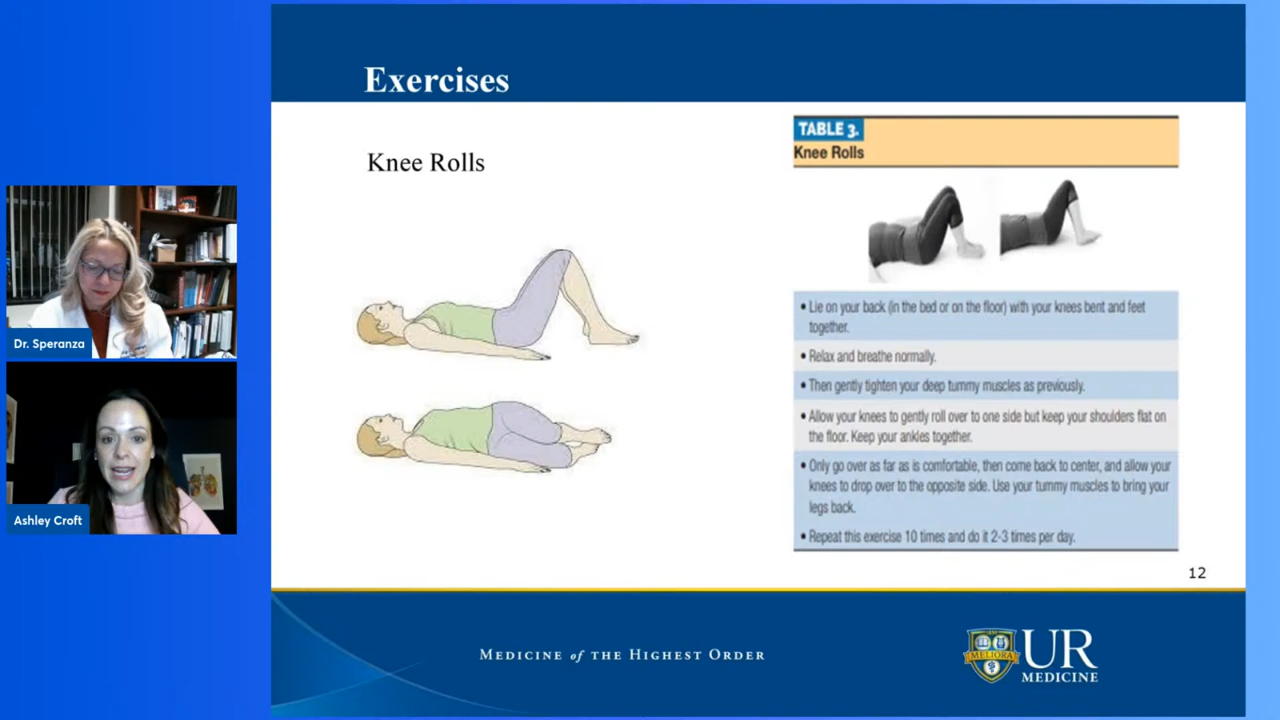 Exercises
Knee Rolls
TABLE 3.
Knee Rolls
• Lie on your back (in the bed or on the floor) with your knees bent and feet
together.
• Relax and breathe normally.
• Then gently tighten your deep tummy muscles as previously.
• Allow your knees to gently roll over to one side but keep your shoulders flat on
the floor. Keep your ankles together.
• Only go over as far as is comfortable, then come back to center, and allow your
knees to drop over to the opposite side. Use your tummy muscles to bring your
legs back.
• Repeat this exercise 10 times and do it 2-3 times per day.
Dr. Speranza
Ashley Croft
12
MEDICINE of THE HIGHEST ORDER
MELIORA
UR
MEDICINE